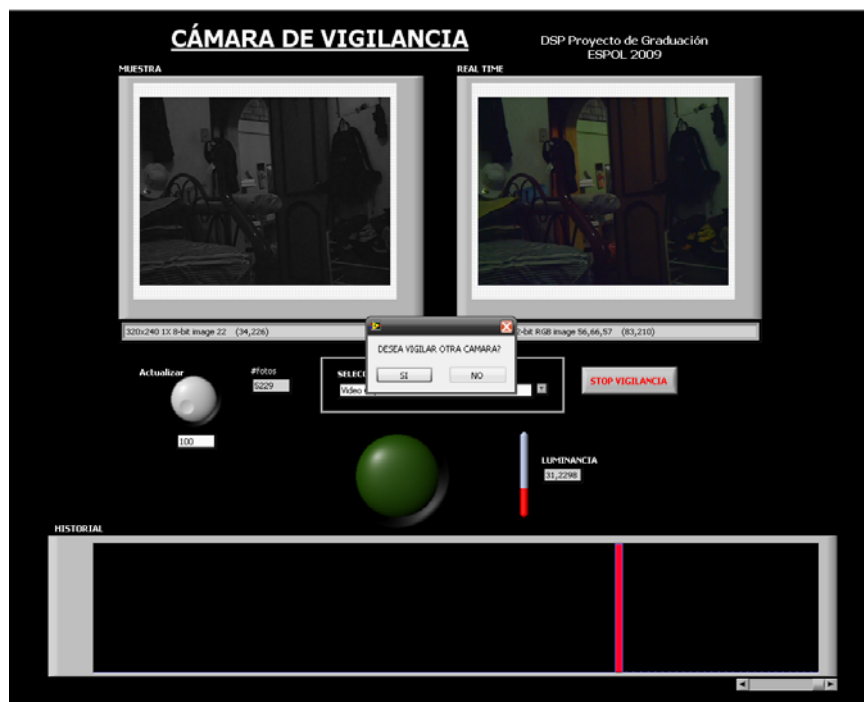 CÁMARA DE VIGILANCIA
DSP Proyecto de Graduación
ESPOL 2009
MUESTRA
REAL TIME
320x240 1X 8-bit image 22 (34,226)
-bit RGB image 56,66,57 (83,210)
DESEA VIGILAR OTRA CAMARA?
SI
NO
Actualizar
#fotos
5229
SELECC
Video
STOP VIGILANCIA
100
LUMINANCIA
31,2298
HISTORIAL